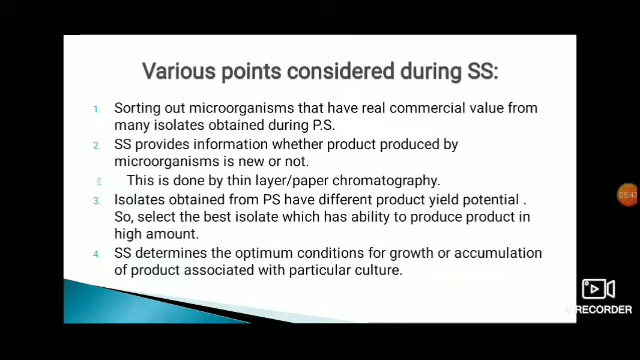 Various points considered during SS:
1. Sorting out microorganisms that have real commercial value from
many isolates obtained during P.S.
2. SS provides information whether product produced by
microorganisms is new or not.
This is done by thin layer/paper chromatography.
3. Isolates obtained from PS have different product yield potential .
So, select the best isolate which has ability to produce product in
high amount.
4. SS determines the optimum conditions for growth or accumulation
of product associated with particular culture.
05:47
RECORDER